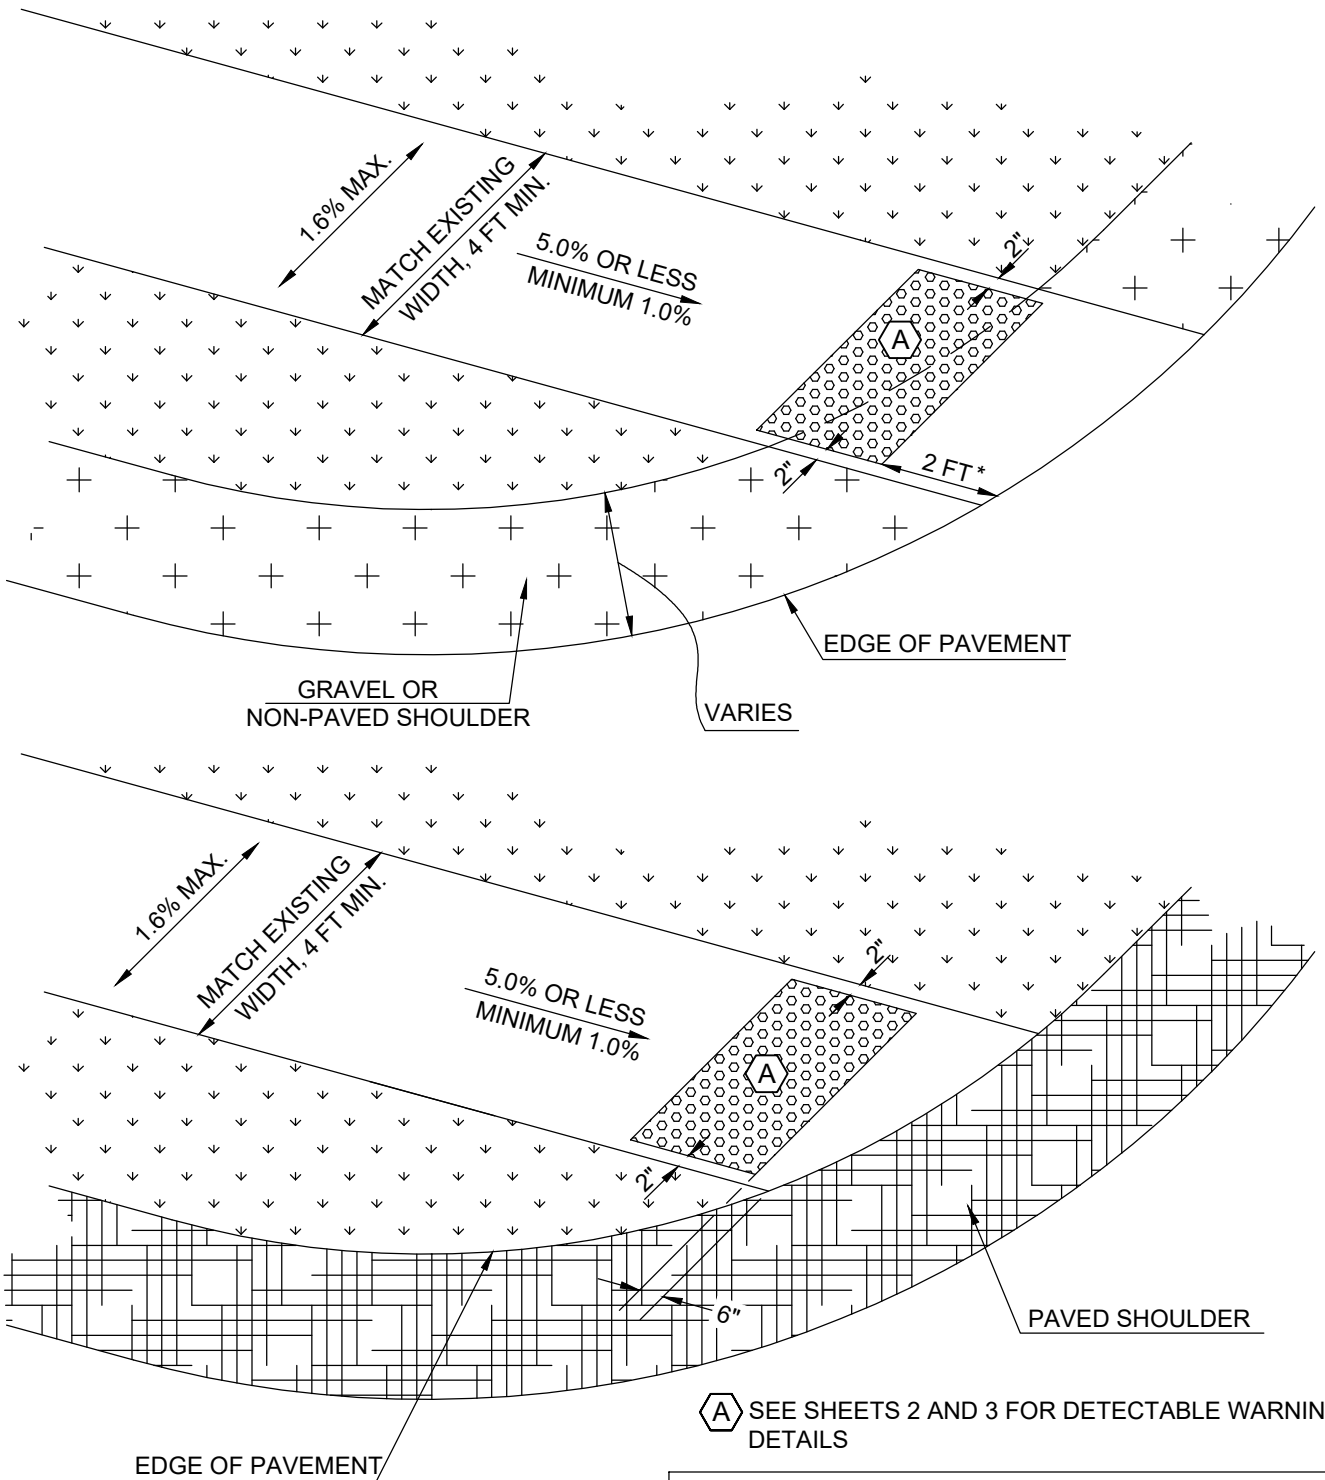 1.6% MAX.
MATCH EXISTING
WIDTH, 4 FT MIN.
5.0% OR LESS
MINIMUM 1.0%
2"
A
2"
2 FT *
EDGE OF PAVEMENT
GRAVEL OR
NON-PAVED SHOULDER
VARIES
1.6% MAX.
MATCH EXISTING
WIDTH, 4 FT MIN.
5.0% OR LESS
MINIMUM 1.0%
2"
A
2"
6"
PAVED SHOULDER
A SEE SHEETS 2 AND 3 FOR DETECTABLE WARNIN
DETAILS
EDGE OF PAVEMENT